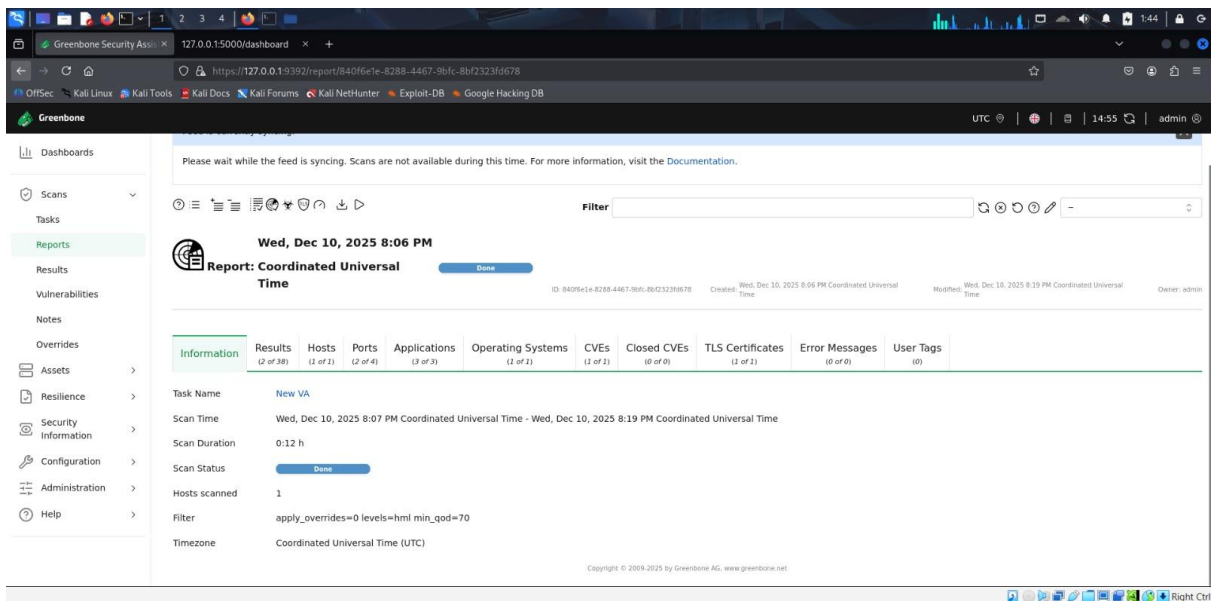 1 2 3 4
1:44
Greenbone Security Assis
127.0.0.1:5000/dashboard
https://127.0.0.1:9392/report/840f6e1e-8288-4467-9bfc-8bf2323fd678
OffSec Kali Linux Kali Tools Kali Docs Kali Forums Kali NetHunter Exploit-DB Google Hacking DB
Greenbone
UTC 14:55 admin
Dashboards
Please wait while the feed is syncing. Scans are not available during this time. For more information, visit the Documentation.
Scans
Tasks
Reports
Results
Vulnerabilities
Notes
Overrides
Assets
Resilience
Security
Information
Configuration
Administration
Help
Filter
–
Wed, Dec 10, 2025 8:06 PM
Report: Coordinated Universal
Time
Done
ID: 840f6e1e-8288-4467-9bfc-8bf2323fd678
Created: Wed, Dec 10, 2025 8:06 PM Coordinated Universal
Time
Modified: Wed, Dec 10, 2025 8:19 PM Coordinated Universal
Time
Owner: admin
Information
Results (2 of 38)
Hosts (1 of 1)
Ports (2 of 4)
Applications (3 of 3)
Operating Systems (1 of 1)
CVEs (1 of 1)
Closed CVEs (0 of 0)
TLS Certificates (1 of 1)
Error Messages (0 of 0)
User Tags (0)
Task Name New VA
Scan Time Wed, Dec 10, 2025 8:07 PM Coordinated Universal Time - Wed, Dec 10, 2025 8:19 PM Coordinated Universal Time
Scan Duration 0:12 h
Scan Status Done
Hosts scanned 1
Filter apply_overrides=0 levels=hml min_qod=70
Timezone Coordinated Universal Time (UTC)
Copyright © 2009-2025 by Greenbone AG, www.greenbone.net
Right Ctrl